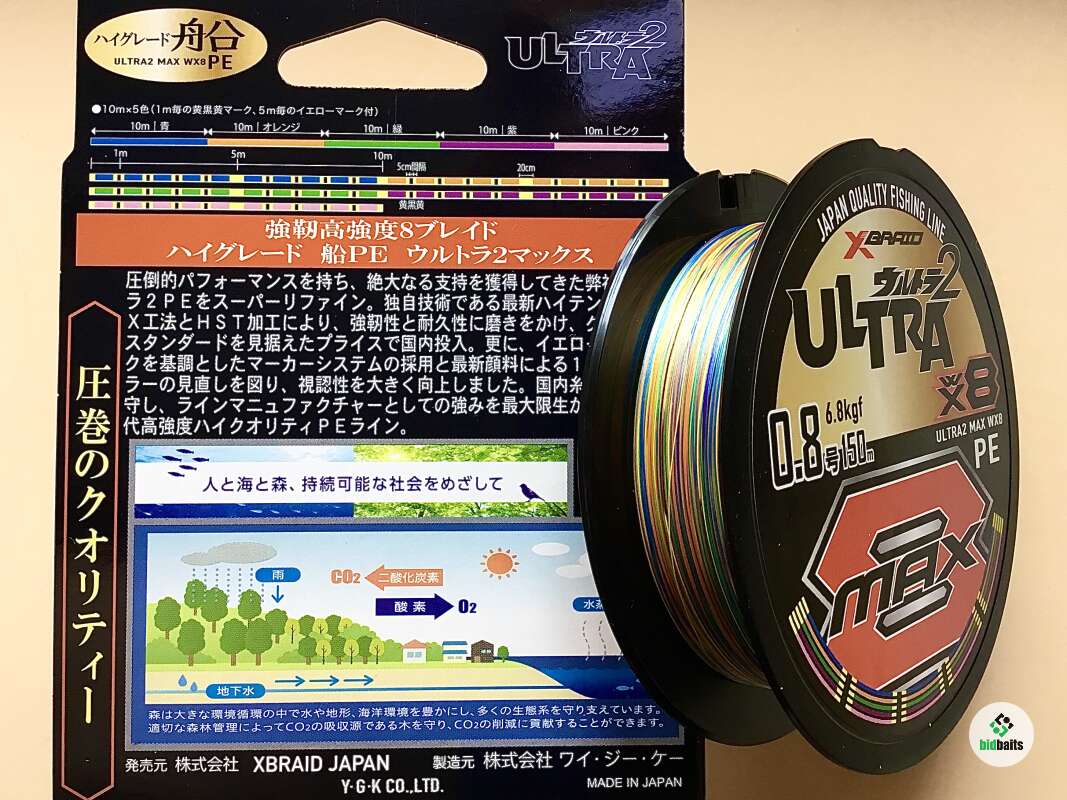 ハイグレード 船
ULTRA2 MAX WX8 PE
ウルトラ2
ULTRA
●10m×5色(1m毎の黄黒黄マーク、5m毎のイエローマーク付)
10m|青 10m|オレンジ 10m|緑 10m|紫 10m|ピンク
1m 5m 10m 5cm間隔 20cm
黄黒黄
強靭高強度8ブレイド
ハイグレード 船PE ウルトラ2マックス
圧倒的パフォーマンスを持ち、絶大なる支持を獲得してきた弊社
ラ2PEをスーパーリファイン。独自技術である最新ハイテン
X工法とHST加工により、強靭性と耐久性に磨きをかけ、
スタンダードを見据えたプライスで国内投入。更に、イエロー
クを基調としたマーカーシステムの採用と最新顔料による1
ラーの見直しを図り、視認性を大きく向上しました。国内糸
守し、ラインマニュファクチャーとしての強みを最大限生か
代高強度ハイクオリティPEライン。
圧巻のクオリティー
人と海と森、持続可能な社会をめざして
雨
CO2 二酸化炭素
酸素 O2
水蒸
地下水
森は大きな環境循環の中で水や地形、海洋環境を豊かにし、多くの生態系を守り支えています。
適切な森林管理によってCO2の吸収源である木を守り、CO2の削減に貢献することができます。
発売元 株式会社 XBRAID JAPAN 製造元 株式会社 ワイ・ジー・ケー
Y·G·K CO.,LTD.
MADE IN JAPAN
JAPAN QUALITY FISHING LINE
XBRAID
ウルトラ2
ULTRA
WX8
0.8号150m
6.8kgf
ULTRA2 MAX WX8
PE
MAX
bidbaits